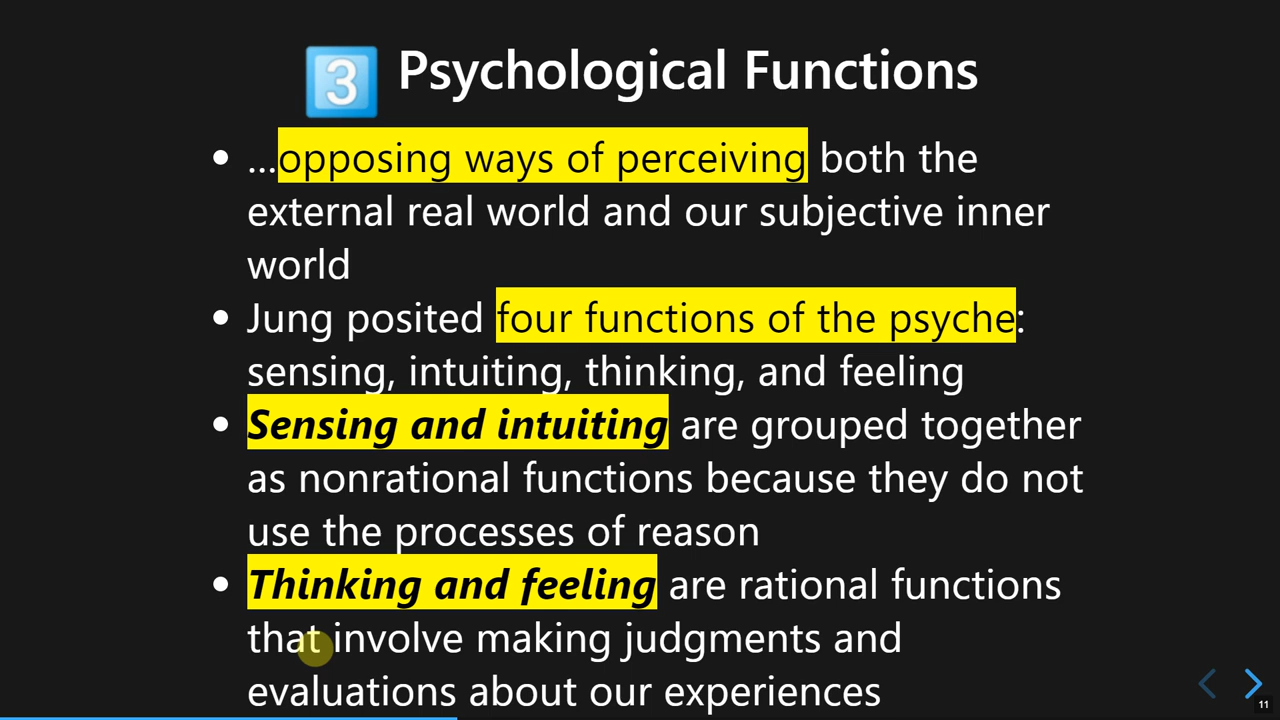 3️⃣ Psychological Functions
• ...opposing ways of perceiving both the
external real world and our subjective inner
world
• Jung posited four functions of the psyche:
sensing, intuiting, thinking, and feeling
• Sensing and intuiting are grouped together
as nonrational functions because they do not
use the processes of reason
• Thinking and feeling are rational functions
that involve making judgments and
evaluations about our experiences
11